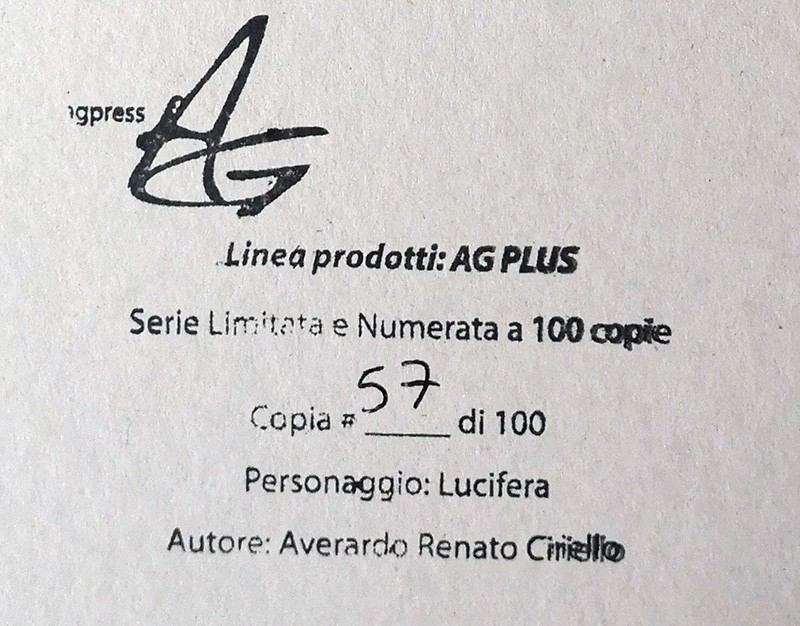 agpress
AG
Linea prodotti: AG PLUS
Serie Limitata e Numerata a 100 copie
Copia # 57 di 100
Personaggio: Lucifera
Autore: Averardo Renato Ciriello